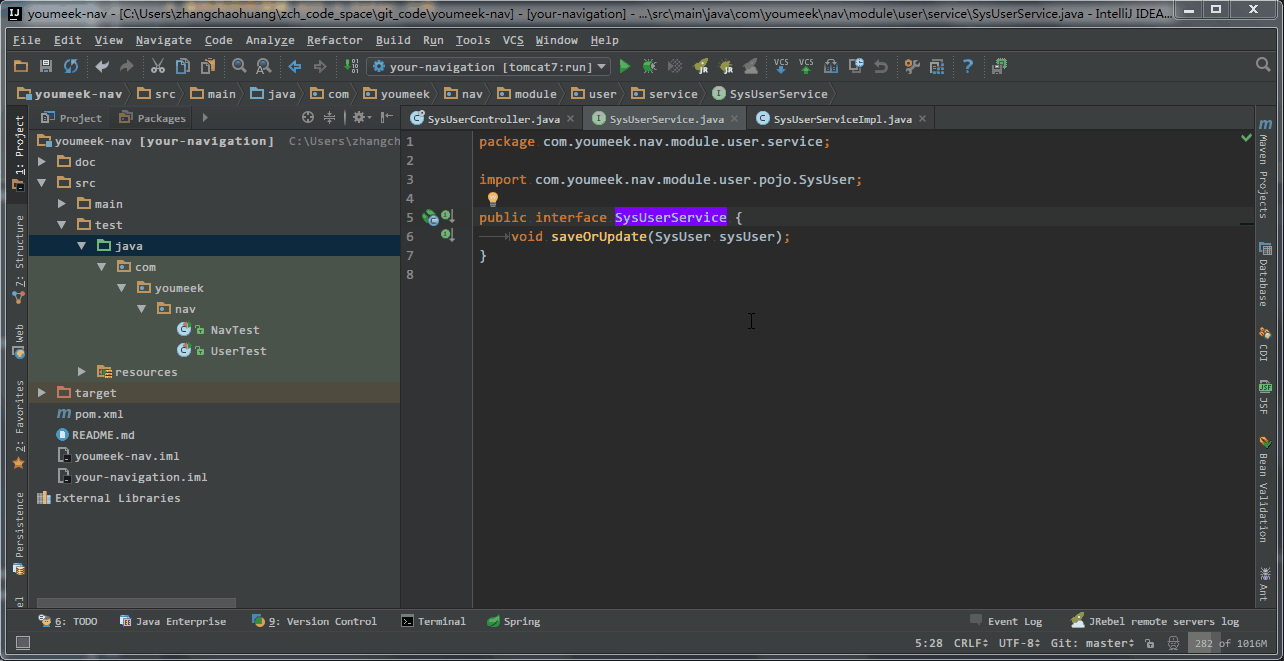 youmeek-nav - [C:\Users\zhangchaohuang\zch_code_space\git_code\youmeek-nav] - [your-navigation] - ...\src\main\java\com\youmeek\nav\module\user\service\SysUserService.java - IntelliJ IDEA...
File Edit View Navigate Code Analyze Refactor Build Run Tools VCS Window Help
your-navigation [tomcat7:run] JR JR VCS VCS ?
youmeek-nav src main java com youmeek nav module user service SysUserService
Project Packages
SysUserController.java SysUserService.java SysUserServiceImpl.java
youmeek-nav [your-navigation] C:\Users\zhangch
doc
src
main
test
java
com
youmeek
nav
NavTest
UserTest
resources
target
pom.xml
README.md
youmeek-nav.iml
your-navigation.iml
External Libraries
1 package com.youmeek.nav.module.user.service;
2
3 import com.youmeek.nav.module.user.pojo.SysUser;
4
5 public interface SysUserService {
6 void saveOrUpdate(SysUser sysUser);
7 }
8
1: Project
7: Structure
Web
2: Favorites
Persistence
el
Maven Projects
Database
CDI
JSF
Bean Validation
Ant
6: TODO Java Enterprise 9: Version Control Terminal Spring Event Log JRebel remote servers log
5:28 CRLF UTF-8 Git: master 282 of 1016M